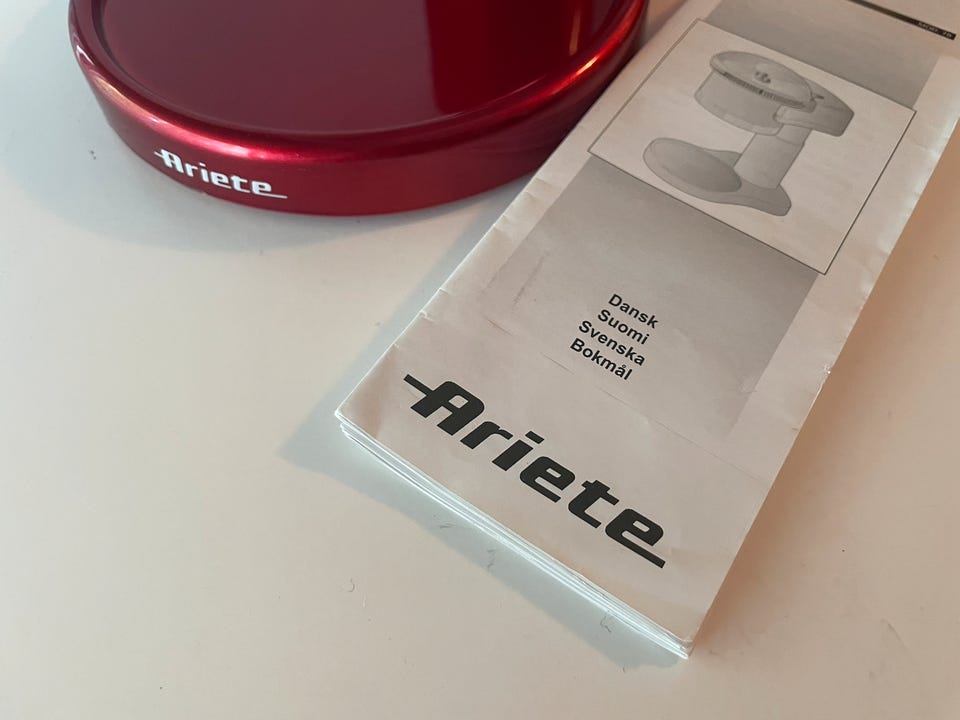 Ariete
Dansk
Suomi
Svenska
Bokmål
Ariete